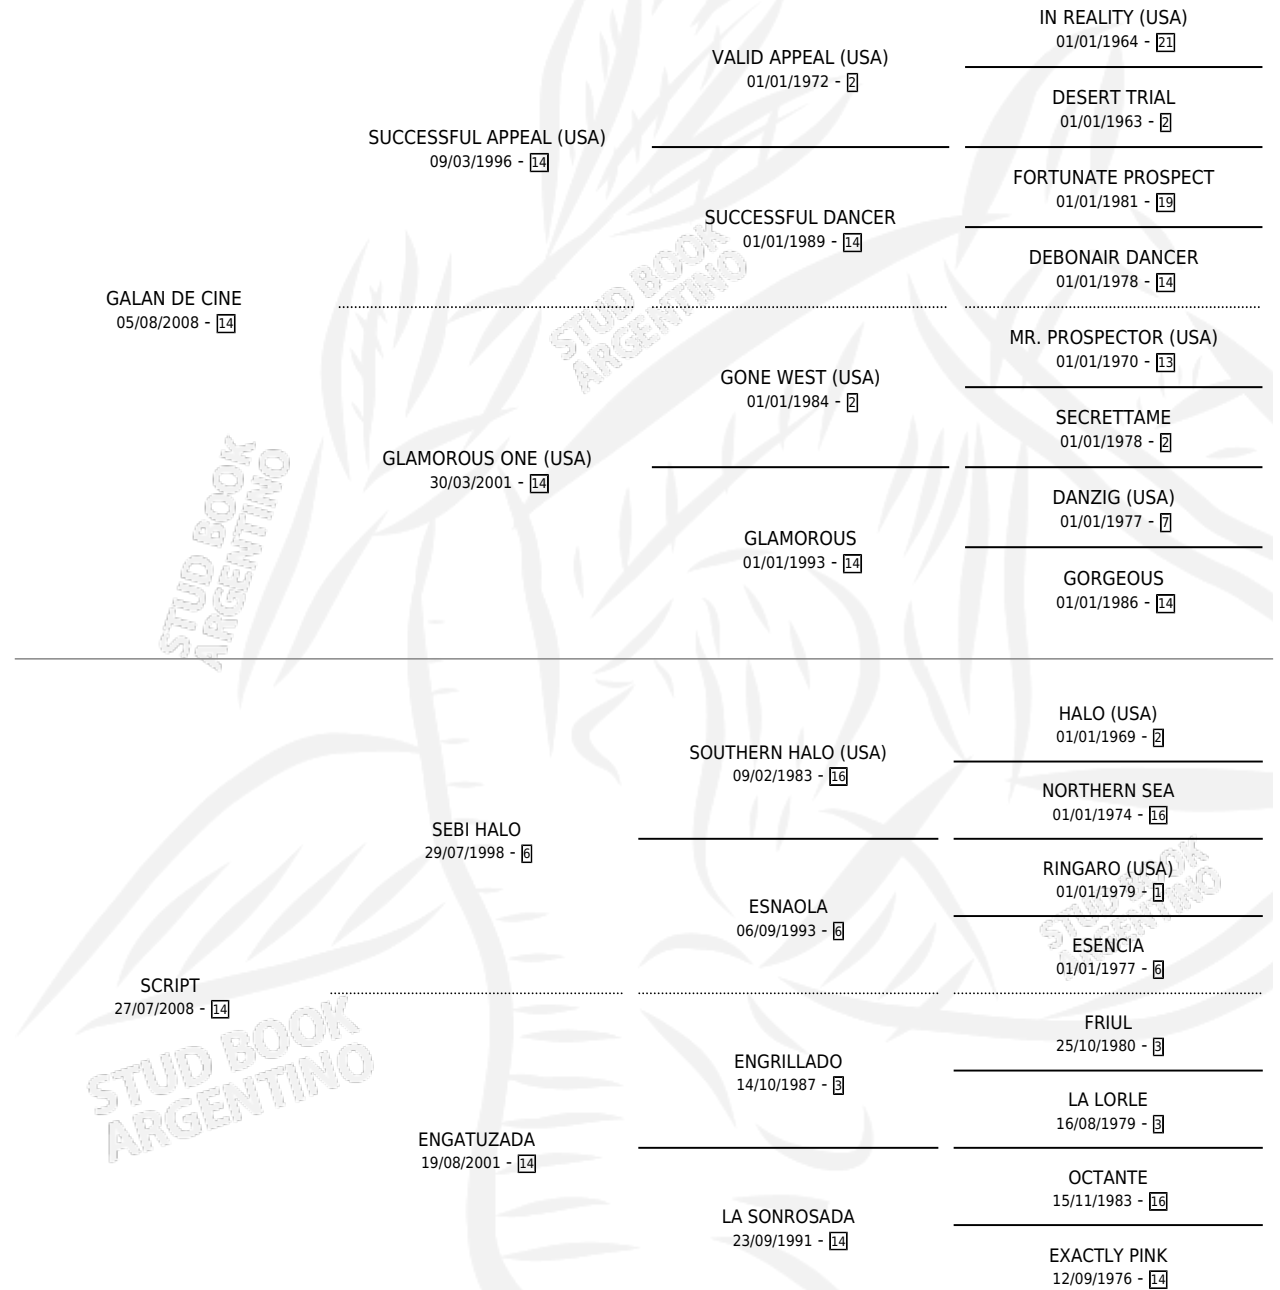 IN REALITY (USA)
01/01/1964 - 21
VALID APPEAL (USA)
01/01/1972 - 2
DESERT TRIAL
01/01/1963 - 2
SUCCESSFUL APPEAL (USA)
09/03/1996 - 14
FORTUNATE PROSPECT
01/01/1981 - 19
SUCCESSFUL DANCER
01/01/1989 - 14
DEBONAIR DANCER
01/01/1978 - 14
GALAN DE CINE
05/08/2008 - 14
STUD BOOK
ARGENTINO
MR. PROSPECTOR (USA)
01/01/1970 - 13
GONE WEST (USA)
01/01/1984 - 2
SECRETTAME
01/01/1978 - 2
GLAMOROUS ONE (USA)
30/03/2001 - 14
DANZIG (USA)
01/01/1977 - 7
GLAMOROUS
01/01/1993 - 14
GORGEOUS
01/01/1986 - 14
STUD BOOK
ARGENTINO
HALO (USA)
01/01/1969 - 2
SOUTHERN HALO (USA)
09/02/1983 - 16
NORTHERN SEA
01/01/1974 - 16
SEBI HALO
29/07/1998 - 6
RINGARO (USA)
01/01/1979 - 1
ESNAOLA
06/09/1993 - 6
STUD BOOK
ARGENTINO
ESENCIA
01/01/1977 - 6
SCRIPT
27/07/2008 - 14
STUD BOOK
ARGENTINO
FRIUL
25/10/1980 - 3
ENGRILLADO
14/10/1987 - 3
LA LORLE
16/08/1979 - 3
ENGATUZADA
19/08/2001 - 14
OCTANTE
15/11/1983 - 16
LA SONROSADA
23/09/1991 - 14
EXACTLY PINK
12/09/1976 - 14